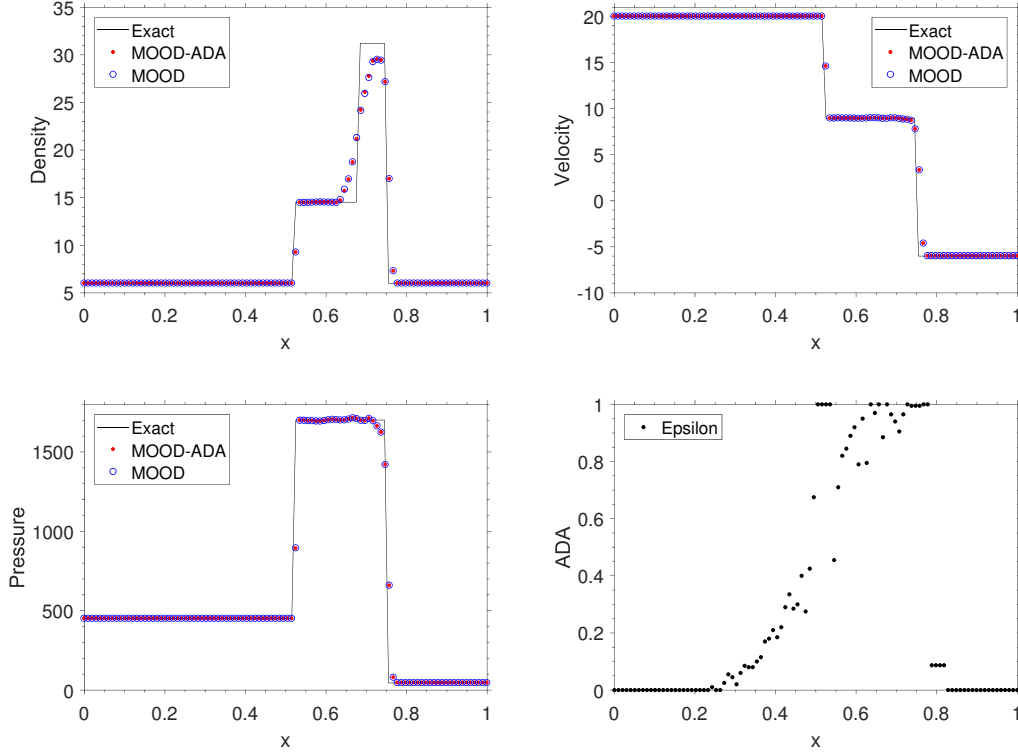 35
30
25
20
15
10
5
Density
Exact
MOOD-ADA
MOOD
0 0.2 0.4 0.6 0.8 1
x
20
15
10
5
0
-5
-10
Velocity
Exact
MOOD-ADA
MOOD
0 0.2 0.4 0.6 0.8 1
x
1500
1000
500
0
Pressure
Exact
MOOD-ADA
MOOD
0 0.2 0.4 0.6 0.8 1
x
1
0.8
0.6
0.4
0.2
0
ADA
Epsilon
0 0.2 0.4 0.6 0.8 1
x